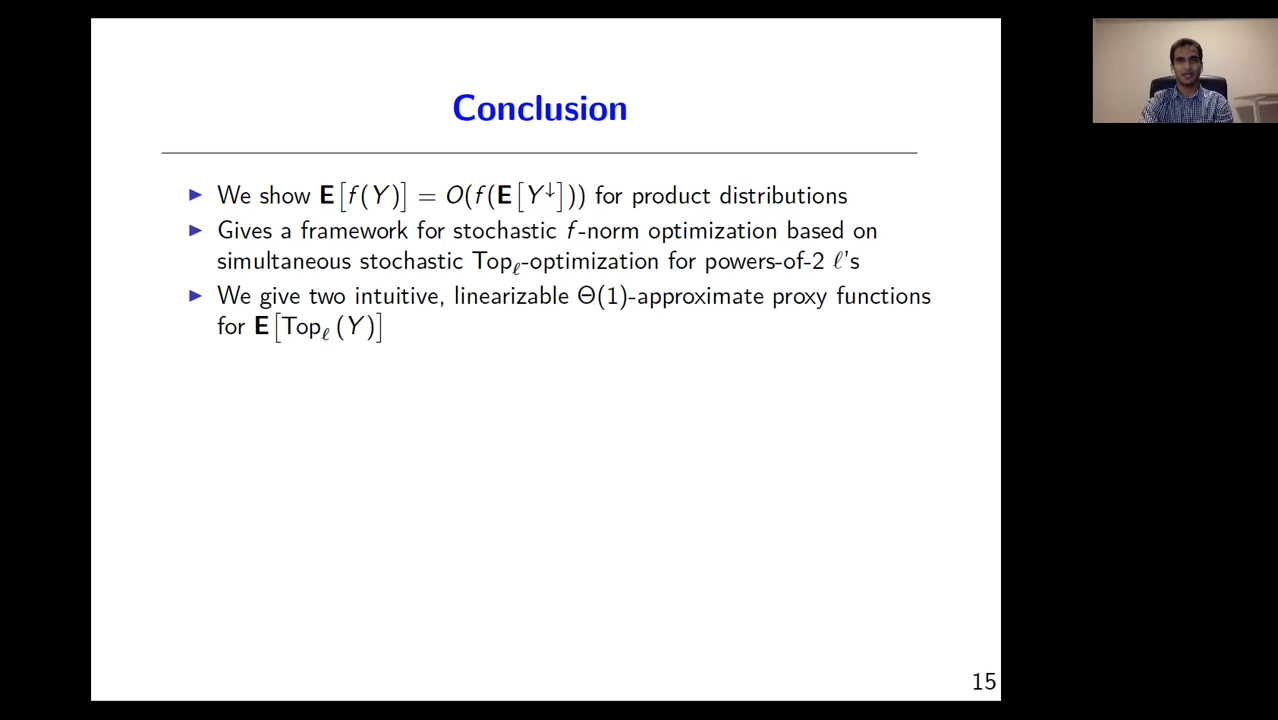 Conclusion
▶ We show E[f(Y)] = O(f(E[Y↓])) for product distributions
▶ Gives a framework for stochastic f-norm optimization based on
simultaneous stochastic Topℓ-optimization for powers-of-2 ℓ's
▶ We give two intuitive, linearizable Θ(1)-approximate proxy functions
for E[Topℓ (Y)]
15